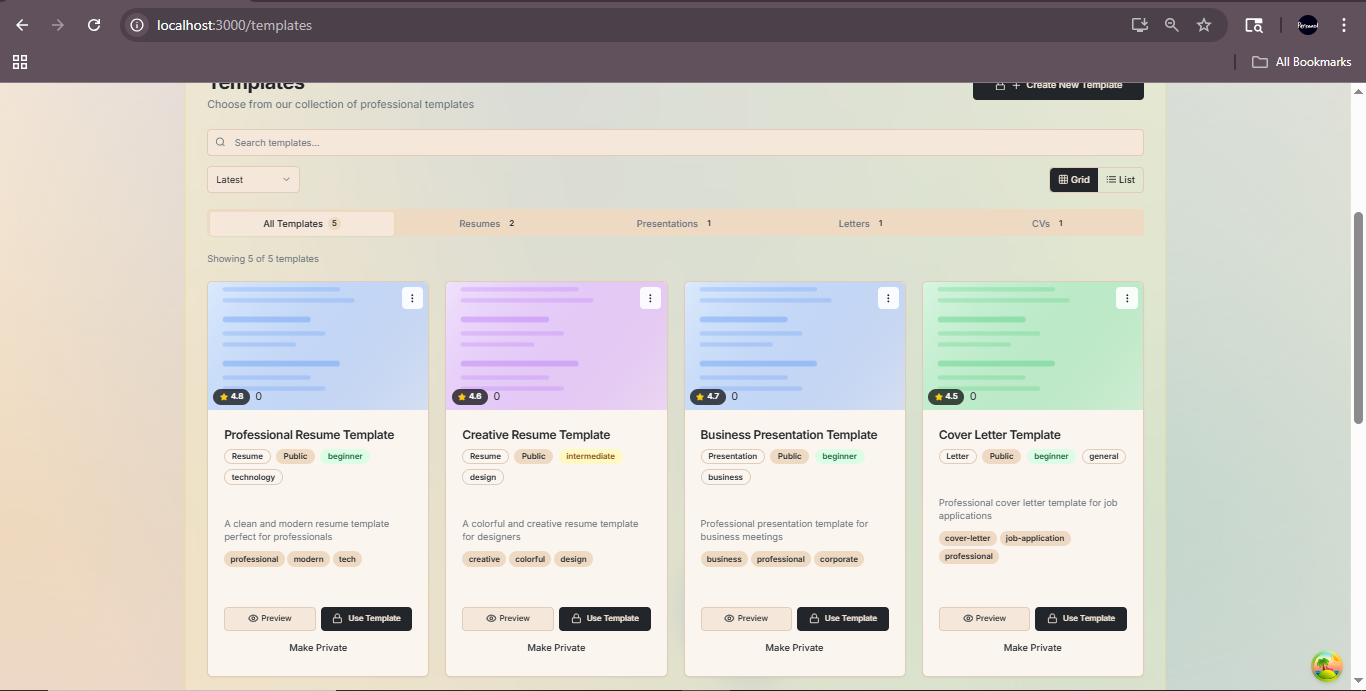 localhost:3000/templates
Personal
All Bookmarks
Templates
Create New Template
Choose from our collection of professional templates
Search templates...
Latest
Grid List
All Templates 5 Resumes 2 Presentations 1 Letters 1 CVs 1
Showing 5 of 5 templates
4.8 0 4.6 0 4.7 0 4.5 0
Professional Resume Template
Resume Public beginner
technology
A clean and modern resume template
perfect for professionals
professional modern tech
Preview Use Template
Make Private
Creative Resume Template
Resume Public intermediate
design
A colorful and creative resume template
for designers
creative colorful design
Preview Use Template
Make Private
Business Presentation Template
Presentation Public beginner
business
Professional presentation template for
business meetings
business professional corporate
Preview Use Template
Make Private
Cover Letter Template
Letter Public beginner general
Professional cover letter template for job
applications
cover-letter job-application
professional
Preview Use Template
Make Private